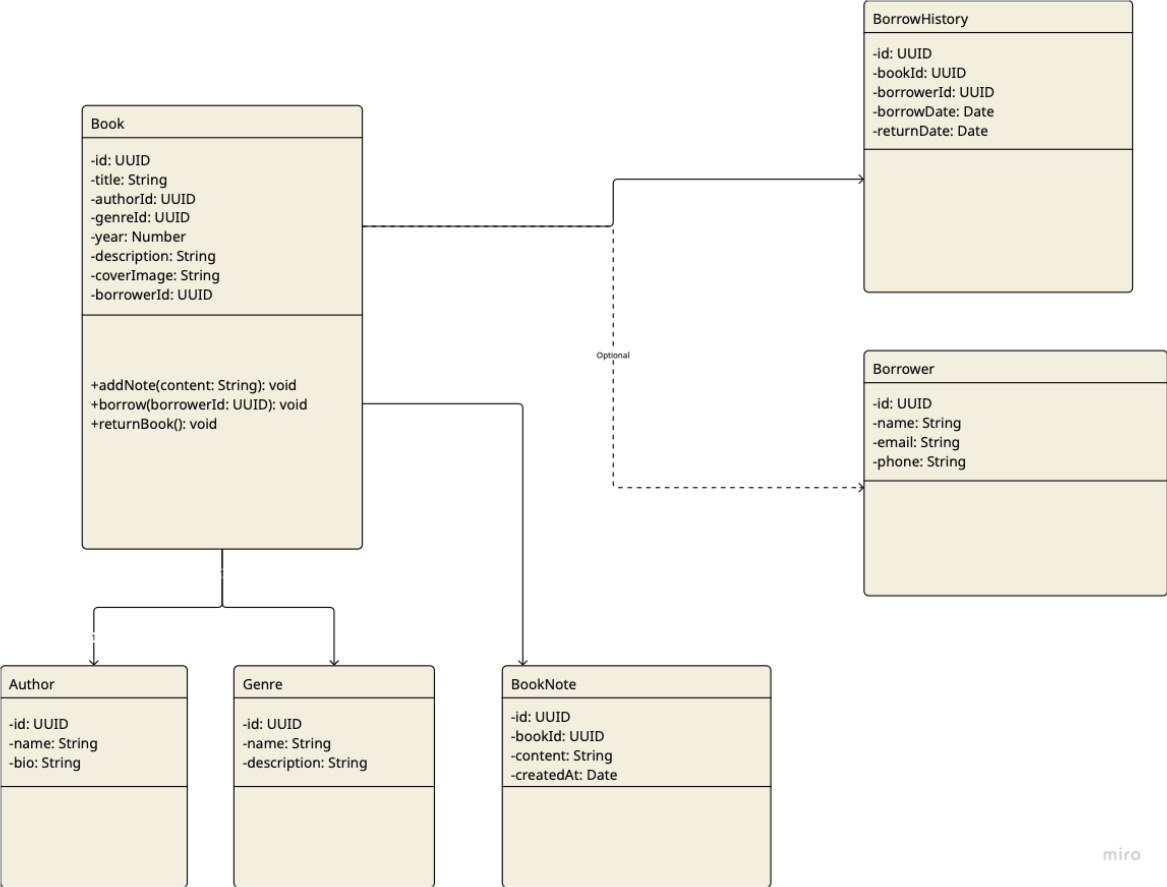 BorrowHistory
-id: UUID
-bookId: UUID
-borrowerId: UUID
-borrowDate: Date
-returnDate: Date
Book
-id: UUID
-title: String
-authorId: UUID
-genreId: UUID
-year: Number
-description: String
-coverImage: String
-borrowerId: UUID
+addNote(content: String): void
+borrow(borrowerId: UUID): void
+returnBook(): void
Optional
Borrower
-id: UUID
-name: String
-email: String
-phone: String
Author
-id: UUID
-name: String
-bio: String
Genre
-id: UUID
-name: String
-description: String
BookNote
-id: UUID
-bookId: UUID
-content: String
-createdAt: Date
miro